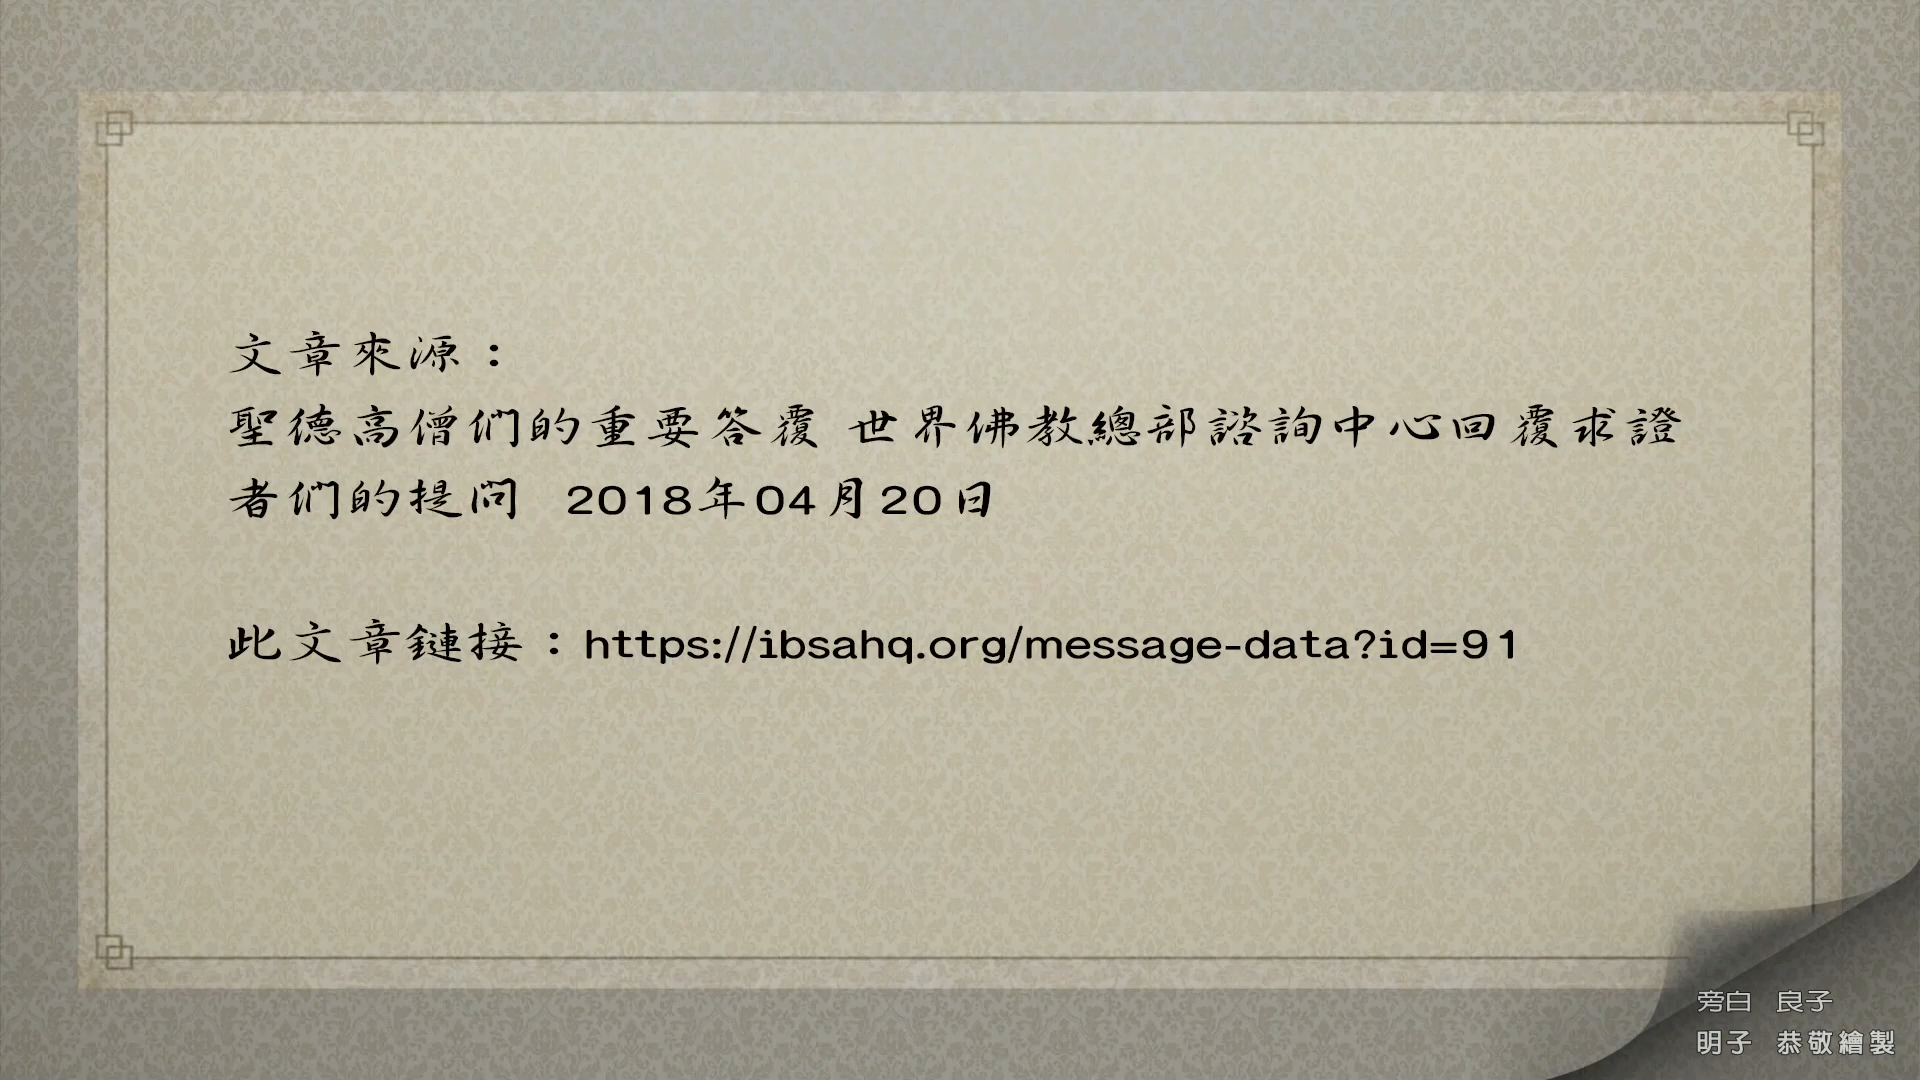 文章來源：
聖德高僧們的重要答覆 世界佛教總部諮詢中心回覆求證
者們的提問 2018年04月20日
此文章鏈接：https://ibsahq.org/message-data?id=91
旁白 良子
明子 恭敬繪製